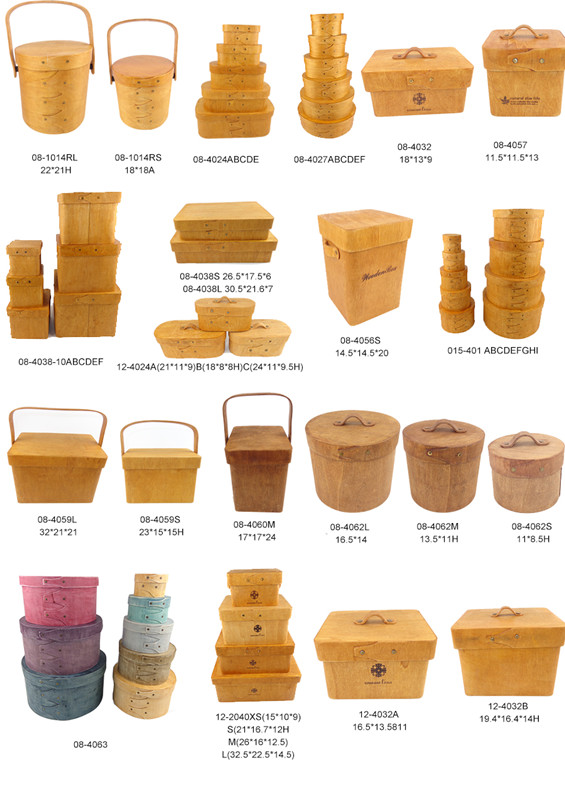 08-1014RL
22*21H
08-1014RS
18*18A
08-4024ABCDE
08-4027ABCDEF
08-4032
18*13*9
08-4057
11.5*11.5*13
08-4038-10ABCDEF
08-4038S 26.5*17.5*6
08-4038L 30.5*21.6*7
12-4024A(21*11*9)B(18*8*8H)C(24*11*9.5H)
08-4056S
14.5*14.5*20
015-401 ABCDEFGHI
08-4059L
32*21*21
08-4059S
23*15*15H
08-4060M
17*17*24
08-4062L
16.5*14
08-4062M
13.5*11H
08-4062S
11*8.5H
08-4063
12-2040XS(15*10*9)
S(21*16.7*12H
M(26*16*12.5)
L(32.5*22.5*14.5)
12-4032A
16.5*13.5811
12-4032B
19.4*16.4*14H